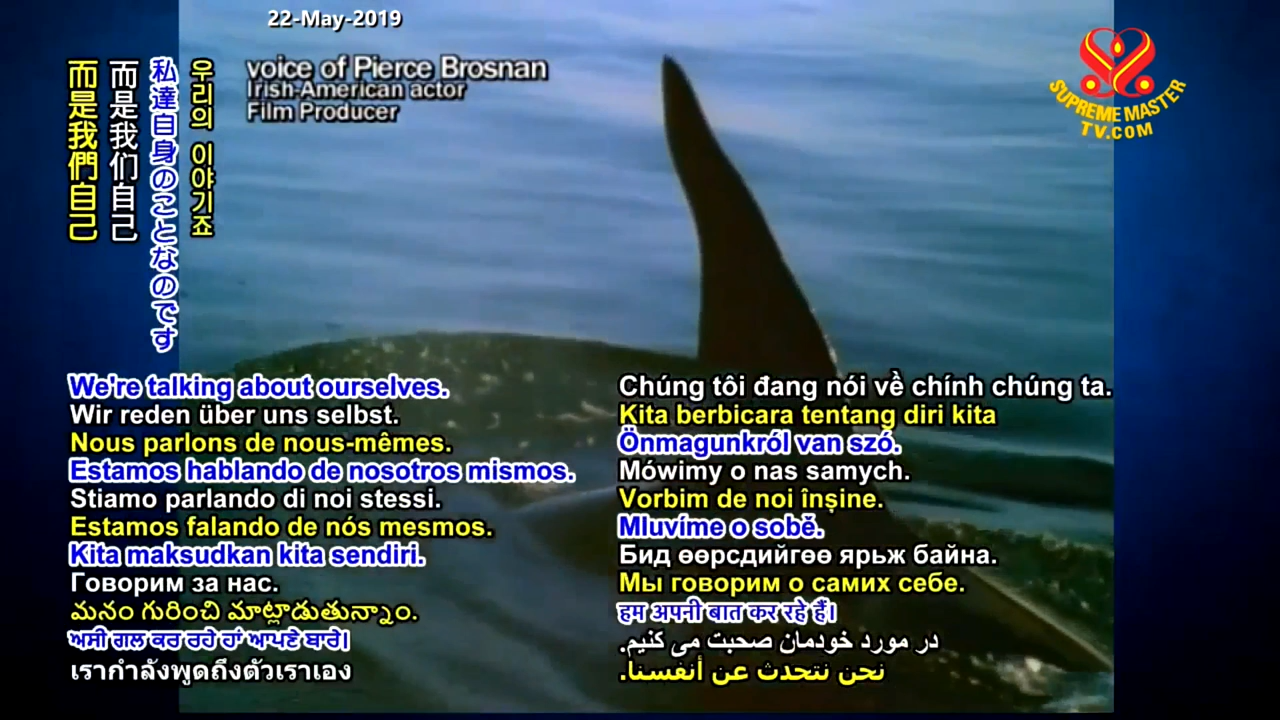 22-May-2019
voice of Pierce Brosnan
Irish-American actor
Film Producer
SUPREME MASTER
TV.COM
우리의 이야기죠
私達自身のことなのです
而是我们自己
而是我們自己
We're talking about ourselves.
Wir reden über uns selbst.
Nous parlons de nous-mêmes.
Estamos hablando de nosotros mismos.
Stiamo parlando di noi stessi.
Estamos falando de nós mesmos.
Kita maksudkan kita sendiri.
Говорим за нас.
మనం గురించి మాట్లాడుతున్నాం.
ਅਸੀ ਗਲ ਕਰ ਰਹੇ ਹਾਂ ਆਪਣੇ ਬਾਰੇ।
เรากำลังพูดถึงตัวเราเอง
Chúng tôi đang nói về chính chúng ta.
Kita berbicara tentang diri kita
Önmagunkról van szó.
Mówimy o nas samych.
Vorbim de noi înșine.
Mluvíme o sobě.
Бид өөрсдийгөө ярьж байна.
Мы говорим о самих себе.
हम अपनी बात कर रहे हैं।
در مورد خودمان صحبت می کنیم.
نحن نتحدث عن أنفسنا.